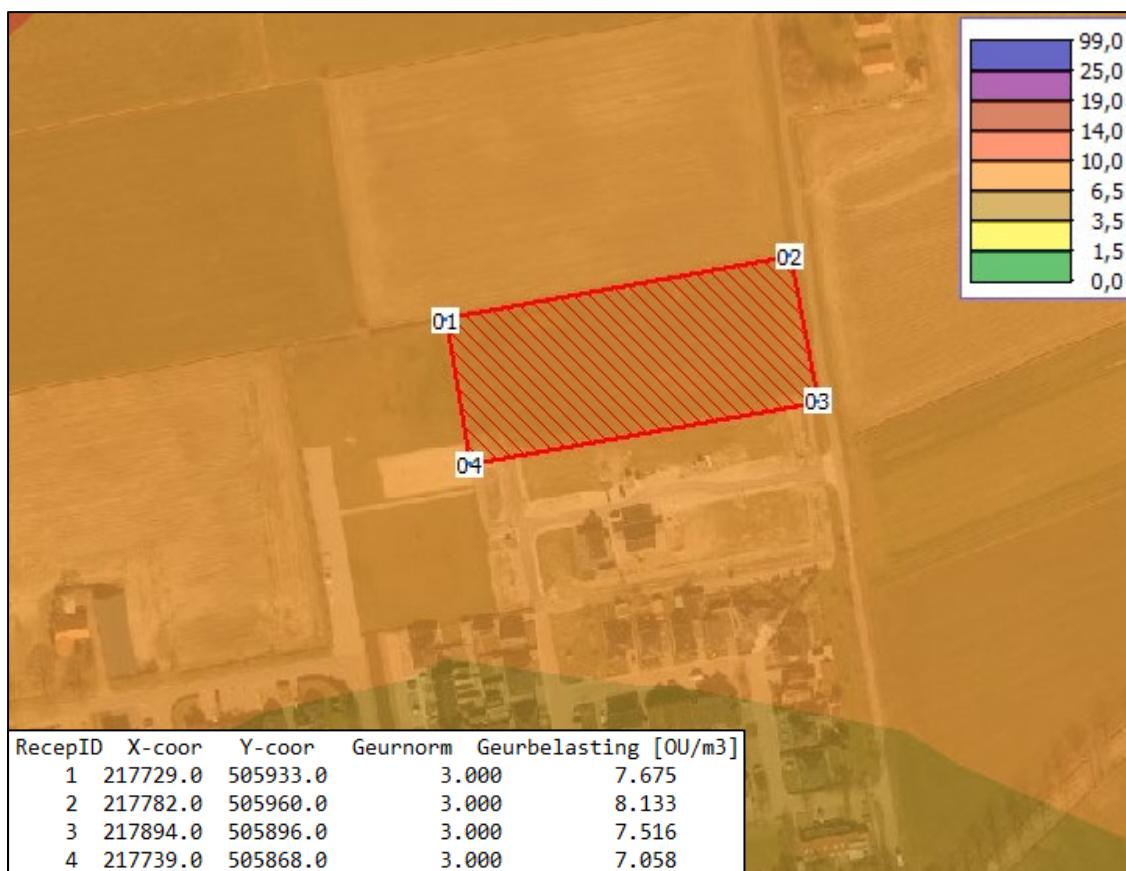 99,0
25,0
19,0
14,0
10,0
6,5
3,5
1,5
0,0
02
01
03
04
RecepID X-coor Y-coor Geurnorm Geurbelasting [OU/m3]
1 217729.0 505933.0 3.000 7.675
2 217782.0 505960.0 3.000 8.133
3 217894.0 505896.0 3.000 7.516
4 217739.0 505868.0 3.000 7.058